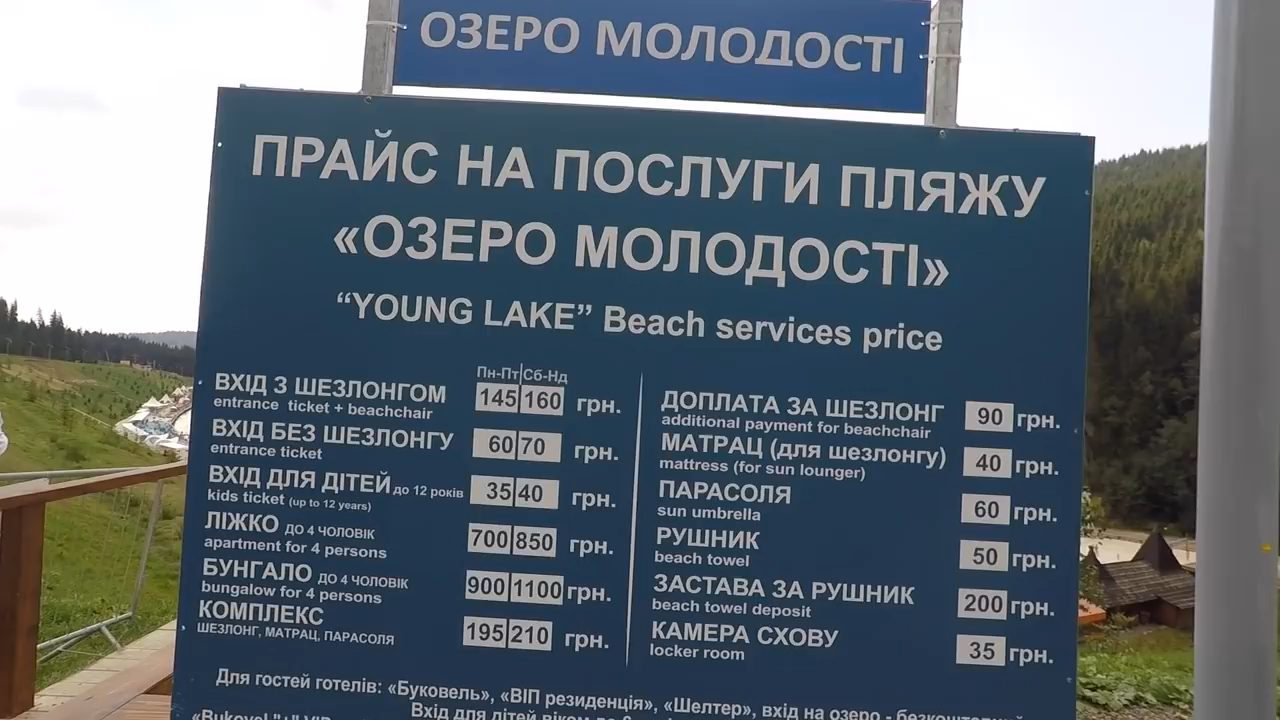 ОЗЕРО МОЛОДОСТІ
ПРАЙС НА ПОСЛУГИ ПЛЯЖУ
«ОЗЕРО МОЛОДОСТІ»
“YOUNG LAKE” Beach services price
Пн-Пт Сб-Нд
ВХІД З ШЕЗЛОНГОМ 145 160 грн.
entrance ticket + beachchair
ВХІД БЕЗ ШЕЗЛОНГУ 60 70 грн.
entrance ticket
ВХІД ДЛЯ ДІТЕЙ до 12 років 35 40 грн.
kids ticket (up to 12 years)
ЛІЖКО ДО 4 ЧОЛОВІК 700 850 грн.
apartment for 4 persons
БУНГАЛО ДО 4 ЧОЛОВІК 900 1100 грн.
bungalow for 4 persons
КОМПЛЕКС 195 210 грн.
ШЕЗЛОНГ, МАТРАЦ, ПАРАСОЛЯ
ДОПЛАТА ЗА ШЕЗЛОНГ 90 грн.
additional payment for beachchair
МАТРАЦ (для шезлонгу) 40 грн.
mattress (for sun lounger)
ПАРАСОЛЯ 60 грн.
sun umbrella
РУШНИК 50 грн.
beach towel
ЗАСТАВА ЗА РУШНИК 200 грн.
beach towel deposit
КАМЕРА СХОВУ 35 грн.
locker room
Для гостей готелів: «Буковель», «ВІП резиденція», «Шелтер», вхід на озеро - безкоштовний
Вхід для дітей віком до